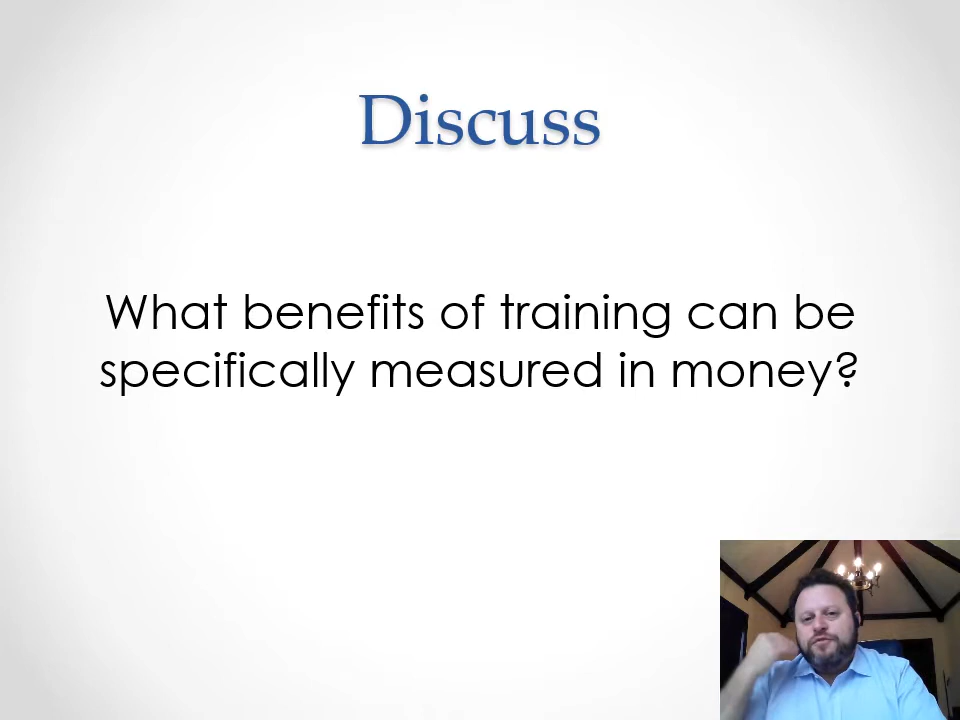 Discuss
What benefits of training can be
specifically measured in money?